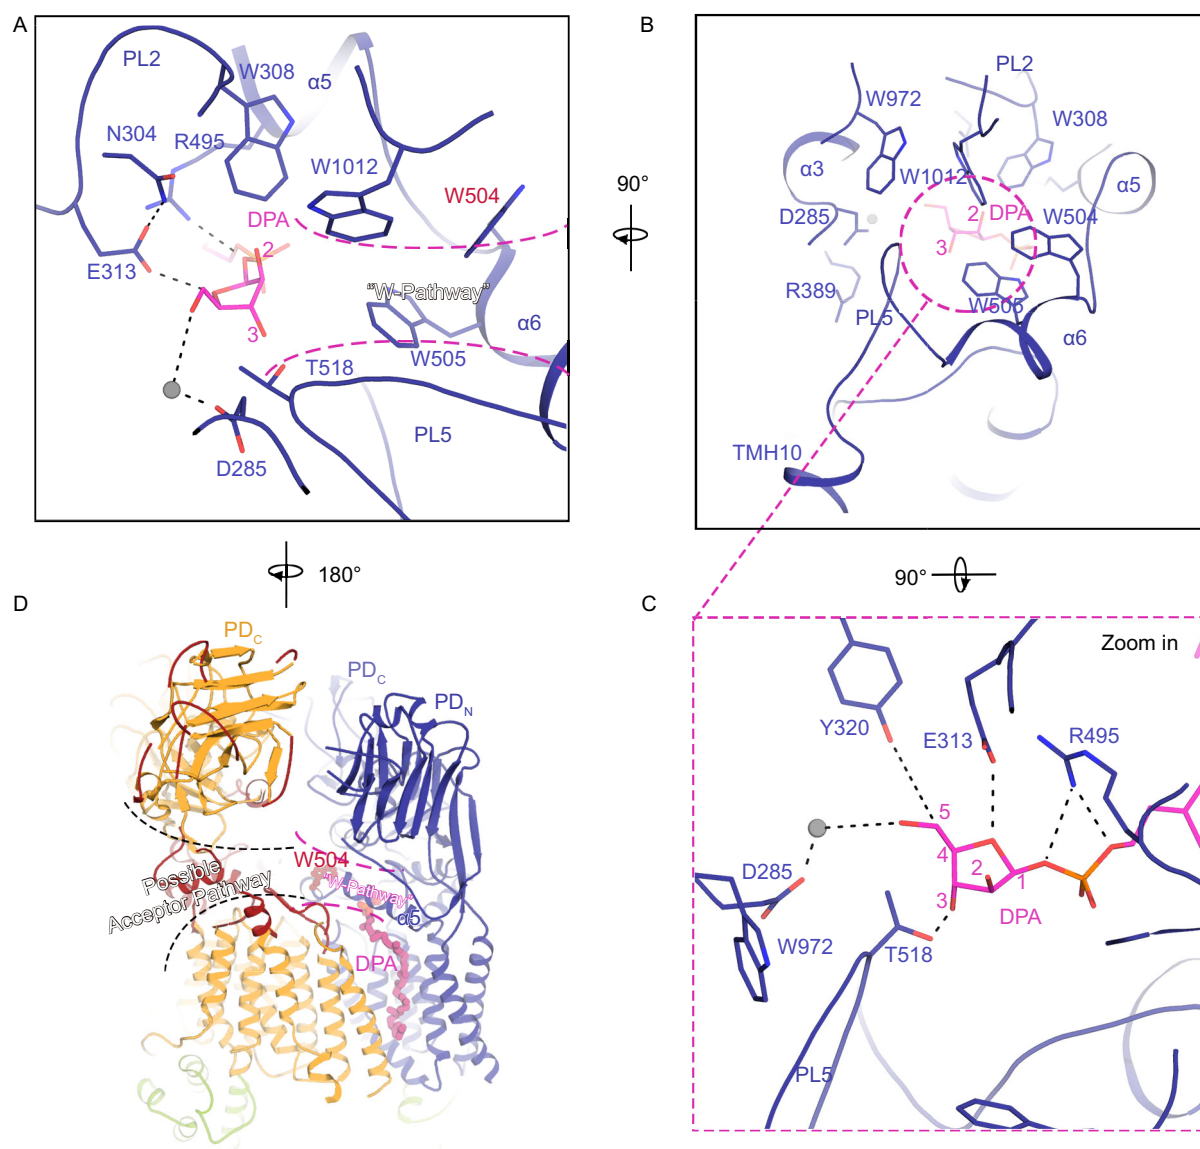 A
PL2
W308
α5
N304
R495
W1012
W504
DPA
2
E313
“W-Pathway”
3
α6
W505
T518
PL5
D285
90°
B
PL2
W972
W308
α3
W1012
α5
2 DPA
D285
W504
3
R389
W505
PL5
α6
TMH10
180°
90°
D
PDC
PDC
PDN
W504
“W-Pathway”
Possible
Acceptor Pathway
α5
DPA
C
Zoom in
Y320
E313
R495
5
4
2
1
D285
3
DPA
W972
T518
PL5